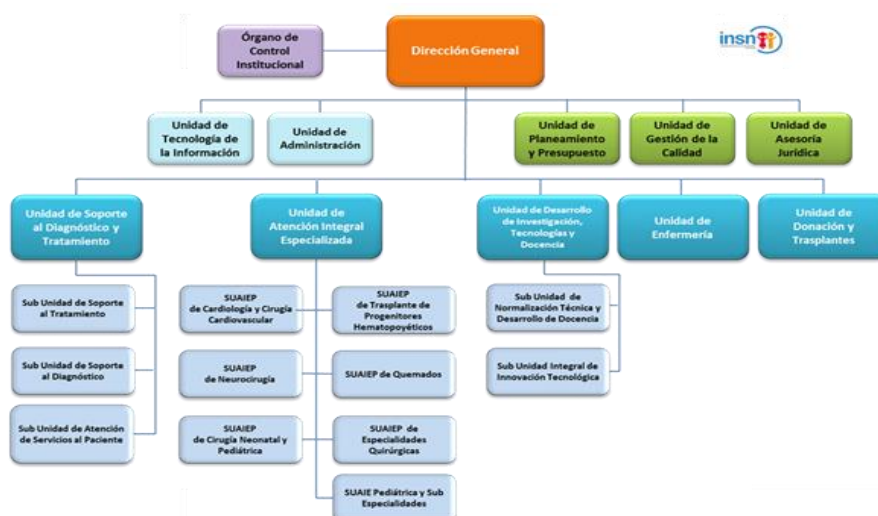 Órgano de
Control
Institucional
Dirección General
insn
Unidad de
Tecnología de
la Información
Unidad de
Administración
Unidad de
Planeamiento
y Presupuesto
Unidad de
Gestión de la
Calidad
Unidad de
Asesoría
Jurídica
Unidad de Soporte
al Diagnóstico y
Tratamiento
Unidad de
Atención Integral
Especializada
Unidad de Desarrollo
de Investigación,
Tecnologías y
Docencia
Unidad de
Enfermería
Unidad de
Donación y
Trasplantes
Sub Unidad de Soporte
al Tratamiento
Sub Unidad de Soporte
al Diagnóstico
Sub Unidad de Atención
de Servicios al Paciente
SUAIEP
de Cardiología y Cirugía
Cardiovascular
SUAIEP
de Neurocirugía
SUAIEP
de Cirugía Neonatal y
Pediátrica
SUAIEP
de Trasplante de
Progenitores
Hematopoyéticos
SUAIEP de Quemados
SUAIEP de
Especialidades
Quirúrgicas
SUAIE Pediátrica y Sub
Especialidades
Sub Unidad de
Normalización Técnica y
Desarrollo de Docencia
Sub Unidad Integral de
Innovación Tecnológica